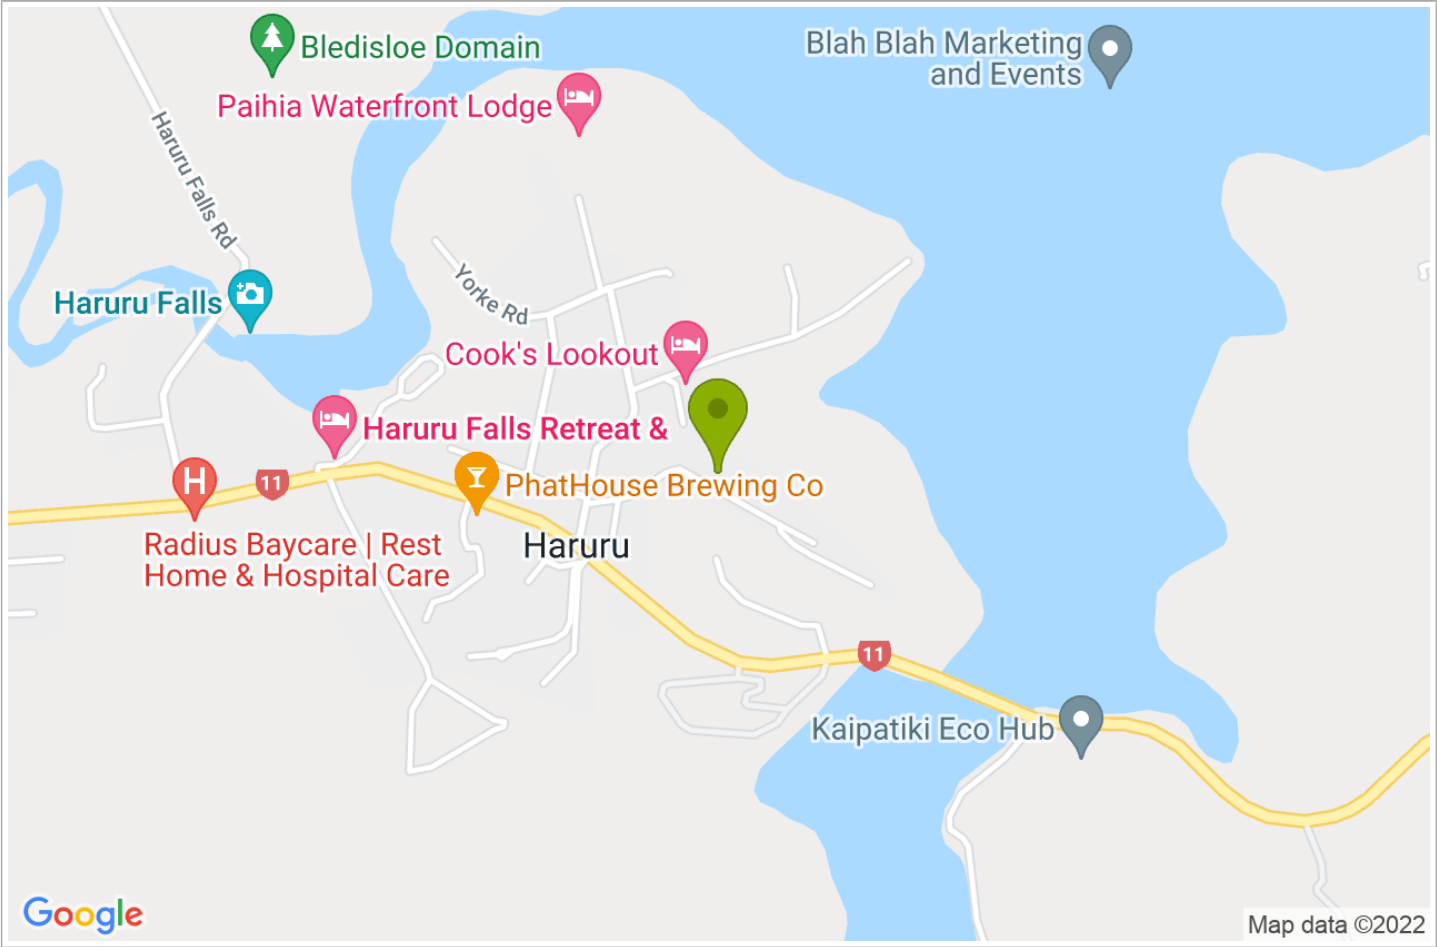 Bledisloe Domain
Blah Blah Marketing
and Events
Paihia Waterfront Lodge
Haruru Falls Rd
Yorke Rd
Haruru Falls
Cook's Lookout
Haruru Falls Retreat &
H
11
PhatHouse Brewing Co
Radius Baycare | Rest
Home & Hospital Care
Haruru
11
Kaipatiki Eco Hub
Google
Map data ©2022